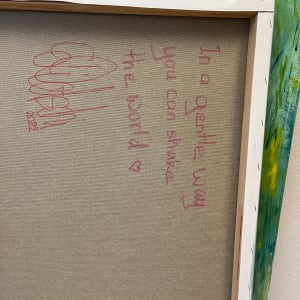 In a gentle way
you can shake
the world ♡
2022